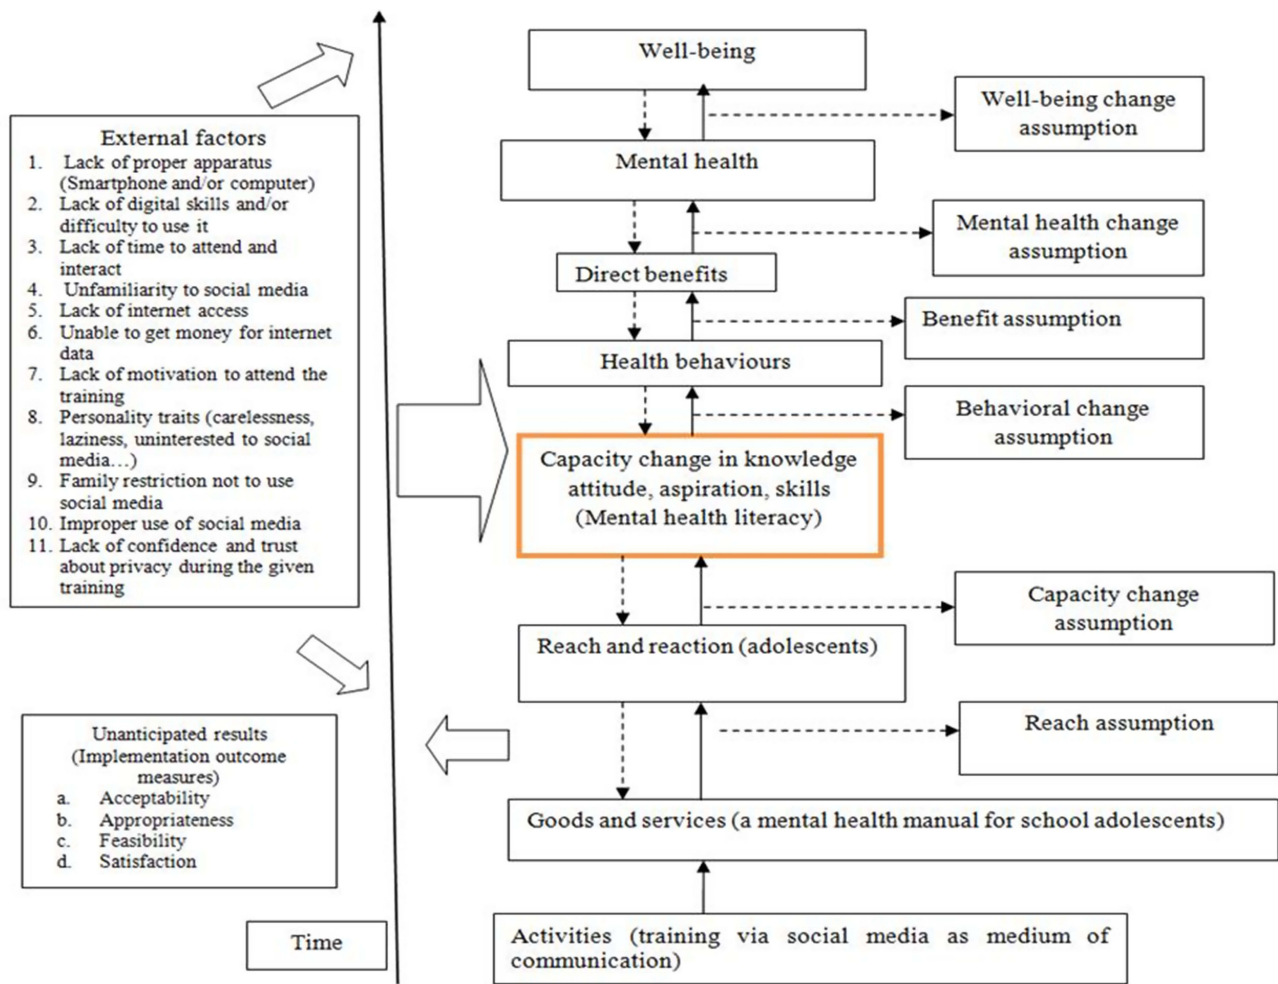 External factors
1. Lack of proper apparatus
(Smartphone and/or computer)
2. Lack of digital skills and/or
difficulty to use it
3. Lack of time to attend and
interact
4. Unfamiliarity to social media
5. Lack of internet access
6. Unable to get money for internet
data
7. Lack of motivation to attend the
training
8. Personality traits (carelessness,
laziness, uninterested to social
media…)
9. Family restriction not to use
social media
10. Improper use of social media
11. Lack of confidence and trust
about privacy during the given
training
Unanticipated results
(Implementation outcome
measures)
a. Acceptability
b. Appropriateness
c. Feasibility
d. Satisfaction
Time
Well-being
Well-being change
assumption
Mental health
Mental health change
assumption
Direct benefits
Benefit assumption
Health behaviours
Behavioral change
assumption
Capacity change in knowledge
attitude, aspiration, skills
(Mental health literacy)
Capacity change
assumption
Reach and reaction (adolescents)
Reach assumption
Goods and services (a mental health manual for school adolescents)
Activities (training via social media as medium of
communication)